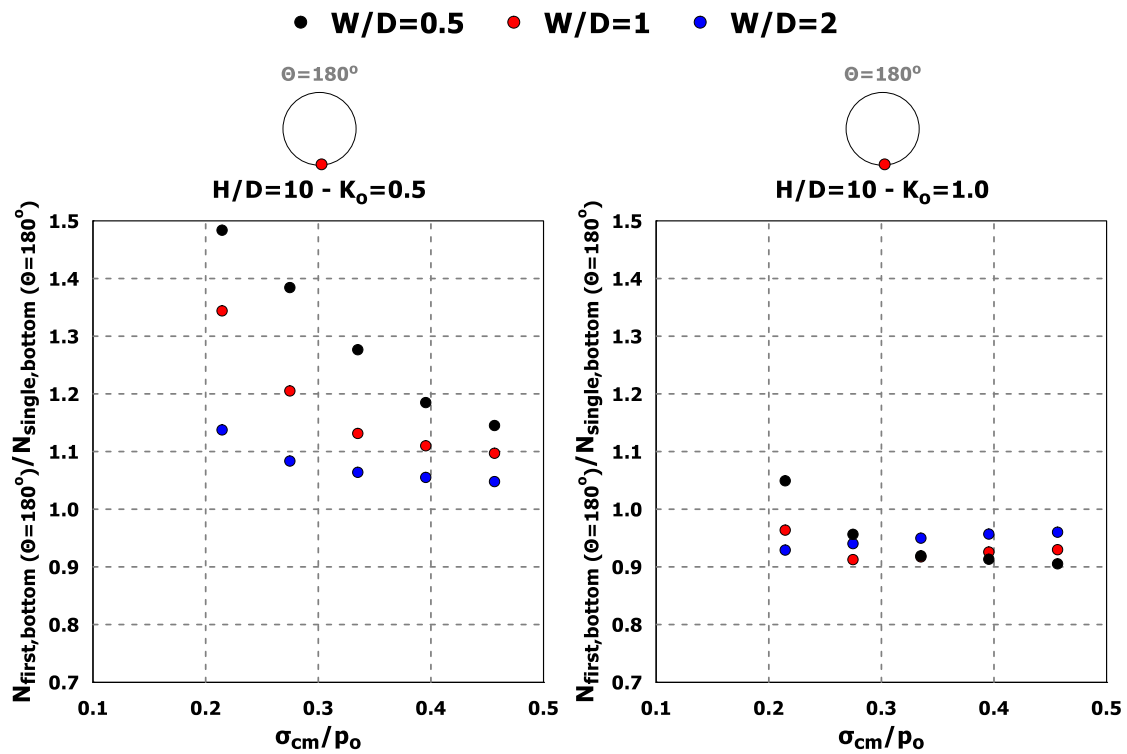 W/D=0.5 W/D=1 W/D=2
Θ=180°
H/D=10 - Ko=0.5
Nfirst,bottom (Θ=180°)/Nsingle,bottom (Θ=180°)
1.5
1.4
1.3
1.2
1.1
1.0
0.9
0.8
0.7
0.1 0.2 0.3 0.4 0.5
σcm/po
Θ=180°
H/D=10 - Ko=1.0
Nfirst,bottom (Θ=180°)/Nsingle,bottom (Θ=180°)
1.5
1.4
1.3
1.2
1.1
1.0
0.9
0.8
0.7
0.1 0.2 0.3 0.4 0.5
σcm/po